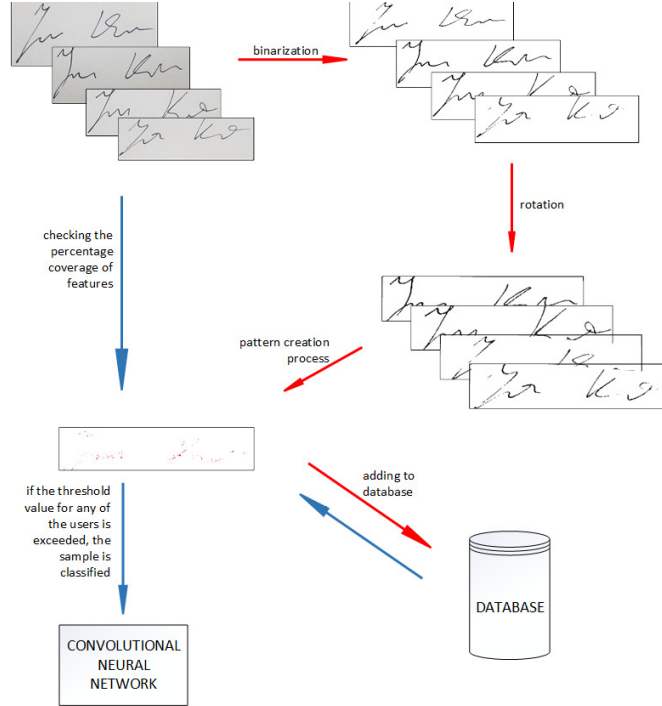 binarization
rotation
checking the
percentage
coverage of
features
pattern creation
process
if the threshold
value for any of
the users is
exceeded, the
sample is
classified
adding to
database
DATABASE
CONVOLUTIONAL
NEURAL
NETWORK